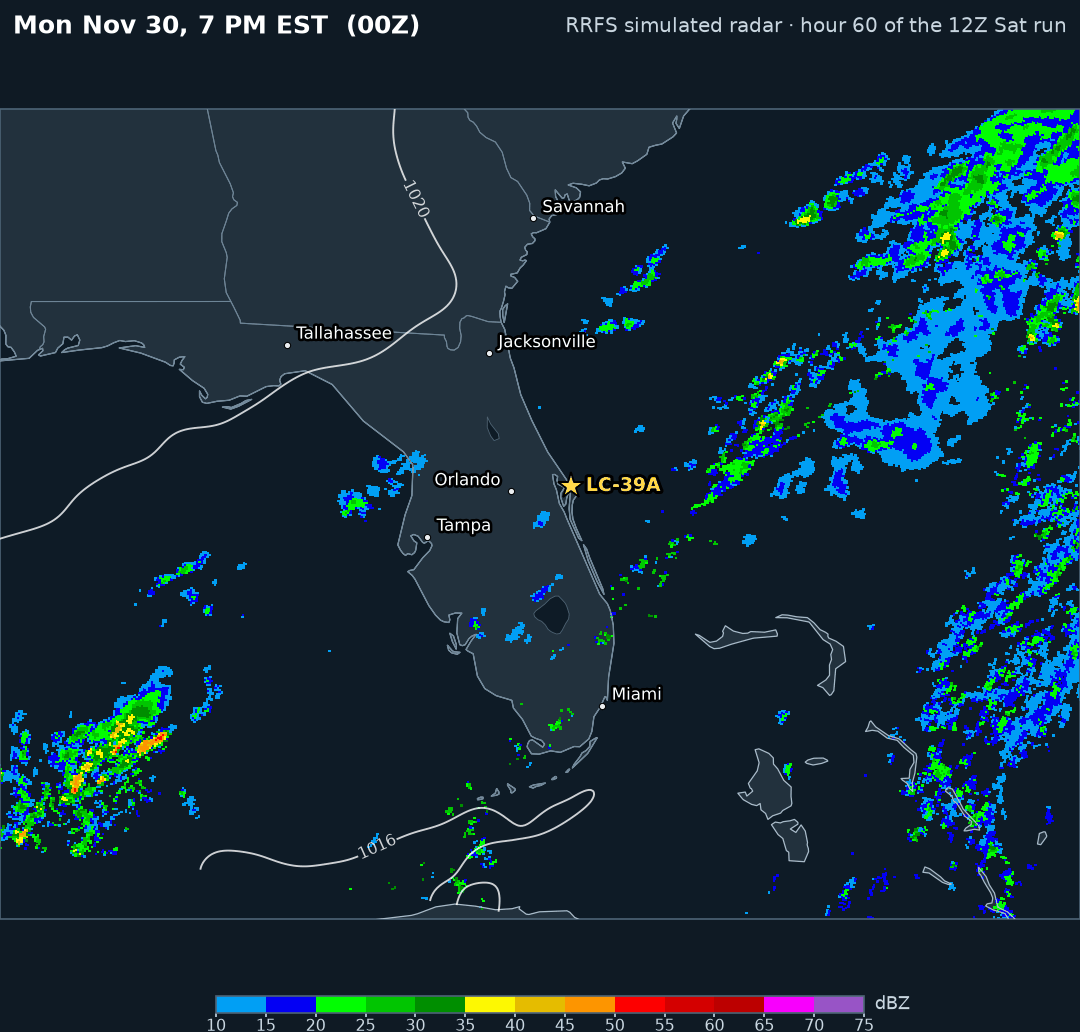 Mon Nov 30, 7 PM EST (00Z)
RRFS simulated radar · hour 60 of the 12Z Sat run
1020
Savannah
Tallahassee
Jacksonville
Orlando
LC-39A
Tampa
Miami
1016
dBZ
10 15 20 25 30 35 40 45 50 55 60 65 70 75